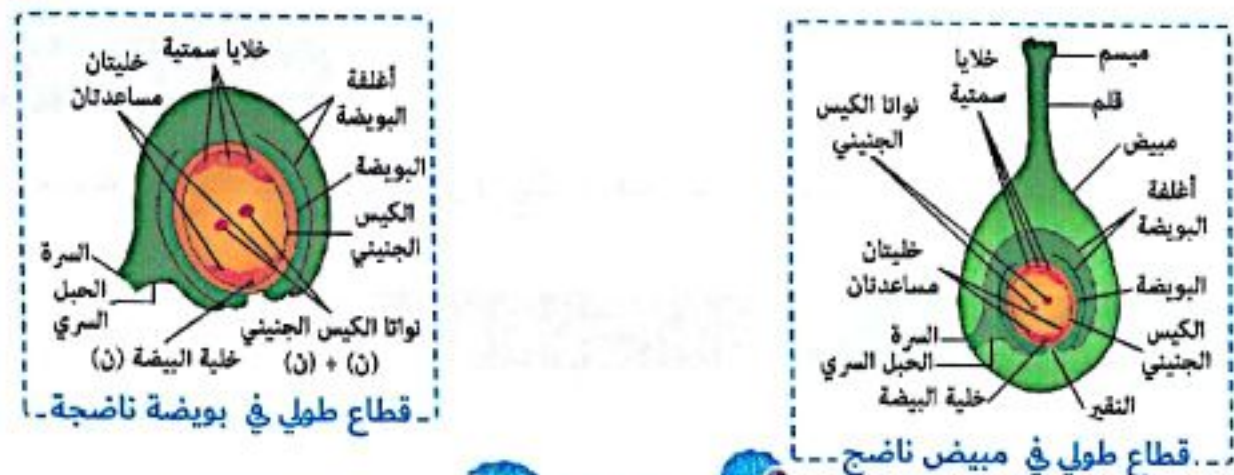 ميسم
قلم
مبيض
أغلفة
البويضة
البويضة
الكيس
الجنيني
النقير
خلايا
سمتية
نواتا الكيس
الجنيني
خليتان
مساعدتان
السرة
الحبل السري
خلية البيضة
قطاع طولي في مبيض ناضج
خلايا سمتية
خليتان
مساعدتان
أغلفة
البويضة
البويضة
الكيس
الجنيني
السرة
الحبل
السري
نواتا الكيس الجنيني
(ن) + (ن)
خلية البيضة (ن)
قطاع طولي في بويضة ناضجة